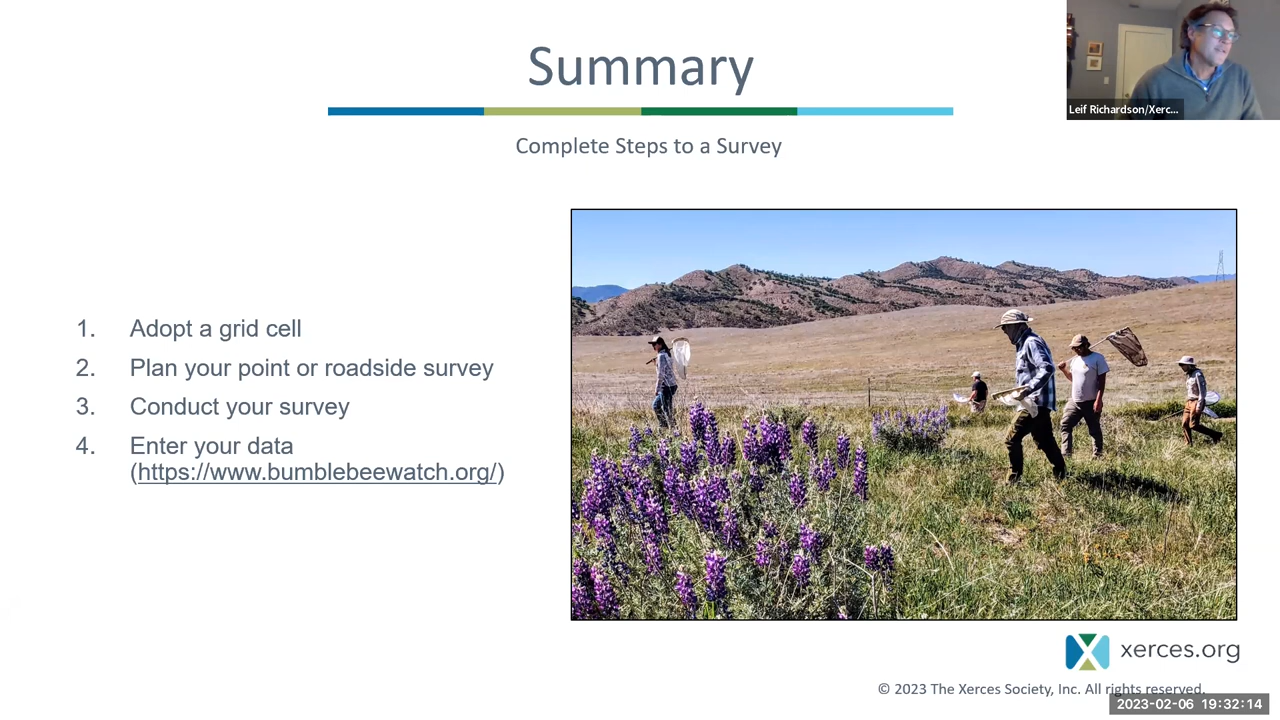 Summary
Leif Richardson/Xerc...
Complete Steps to a Survey
1. Adopt a grid cell
2. Plan your point or roadside survey
3. Conduct your survey
4. Enter your data
(https://www.bumblebeewatch.org/)
xerces.org
© 2023 The Xerces Society, Inc. All rights reserved.
2023-02-06 19:32:14